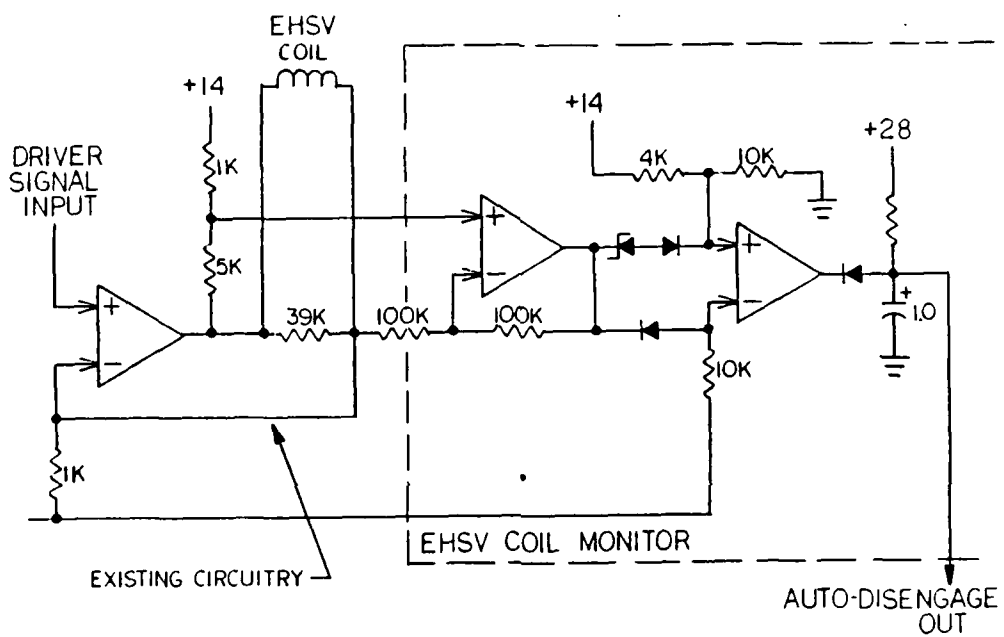 EHSV
COIL
+14
DRIVER
SIGNAL
INPUT
1K
5K
+
−
39K
1K
EXISTING CIRCUITRY
100K
100K
+
−
+14
4K
10K
+
−
10K
+28
+
1.0
EHSV COIL MONITOR
AUTO-DISENGAGE
OUT